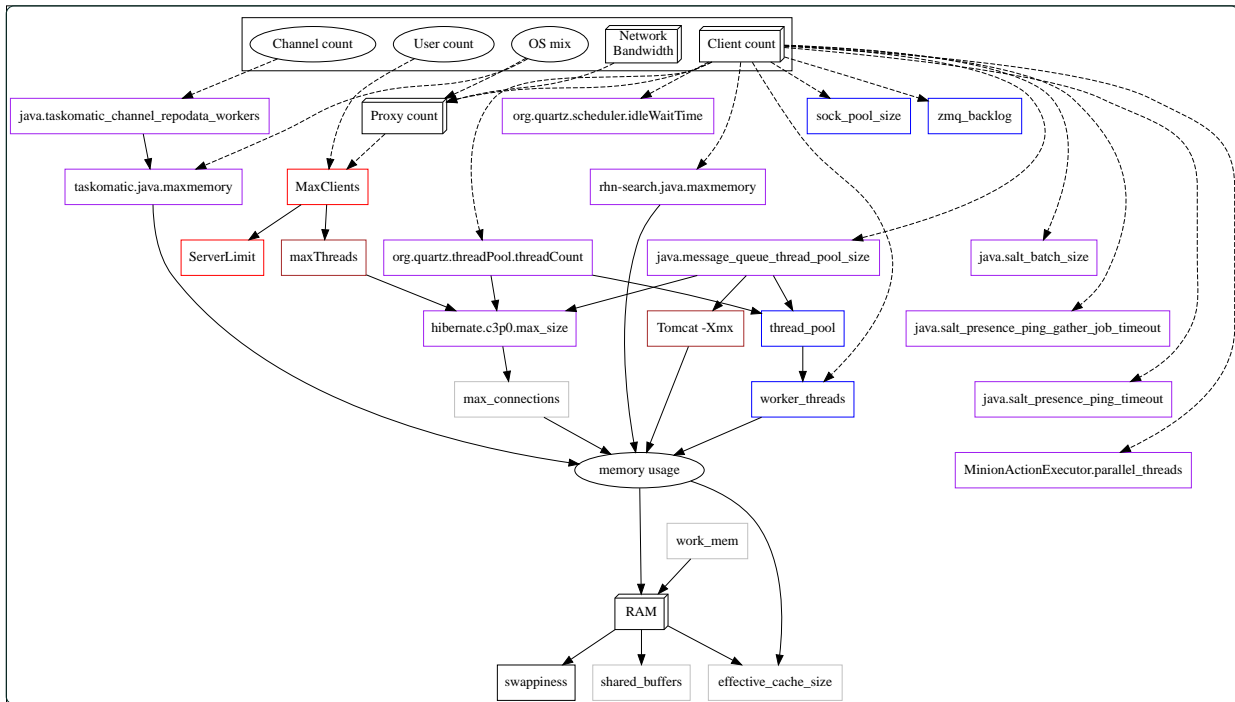 Channel count
User count
OS mix
Network
Bandwidth
Client count
java.taskomatic_channel_repodata_workers
Proxy count
org.quartz.scheduler.idleWaitTime
sock_pool_size
zmq_backlog
taskomatic.java.maxmemory
MaxClients
rhn-search.java.maxmemory
ServerLimit
maxThreads
org.quartz.threadPool.threadCount
java.message_queue_thread_pool_size
java.salt_batch_size
hibernate.c3p0.max_size
Tomcat -Xmx
thread_pool
java.salt_presence_ping_gather_job_timeout
max_connections
worker_threads
java.salt_presence_ping_timeout
memory usage
MinionActionExecutor.parallel_threads
work_mem
RAM
swappiness
shared_buffers
effective_cache_size